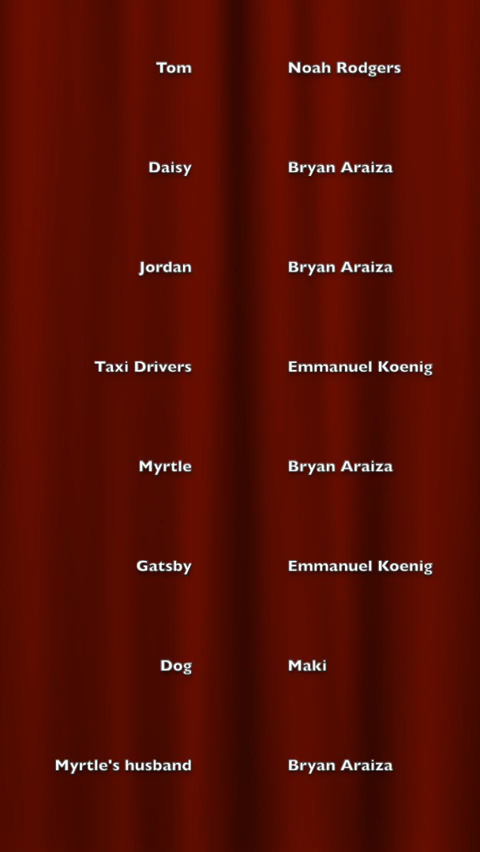 Tom Noah Rodgers
Daisy Bryan Araiza
Jordan Bryan Araiza
Taxi Drivers Emmanuel Koenig
Myrtle Bryan Araiza
Gatsby Emmanuel Koenig
Dog Maki
Myrtle's husband Bryan Araiza